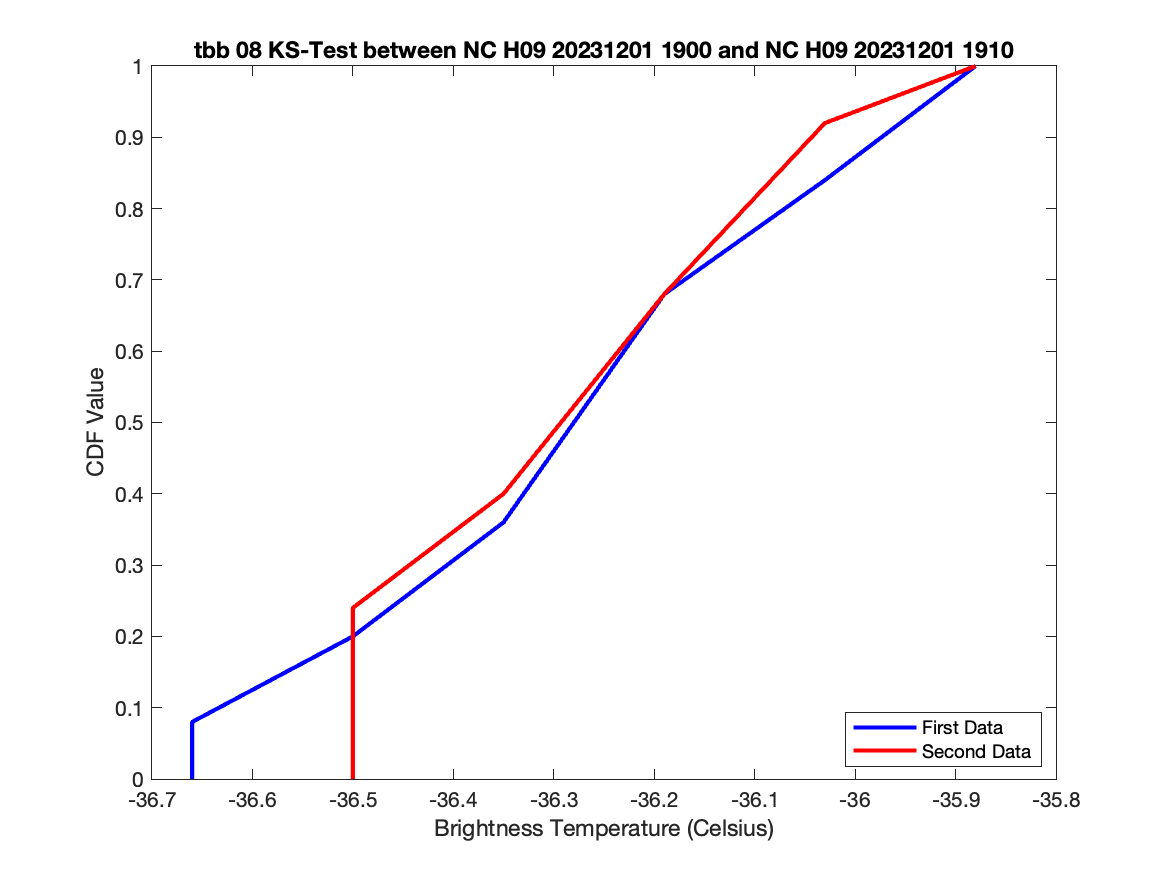 tbb 08 KS-Test between NC H09 20231201 1900 and NC H09 20231201 1910
1
0.9
0.8
0.7
0.6
0.5
0.4
0.3
0.2
0.1
0
CDF Value
First Data
Second Data
-36.7 -36.6 -36.5 -36.4 -36.3 -36.2 -36.1 -36 -35.9 -35.8
Brightness Temperature (Celsius)